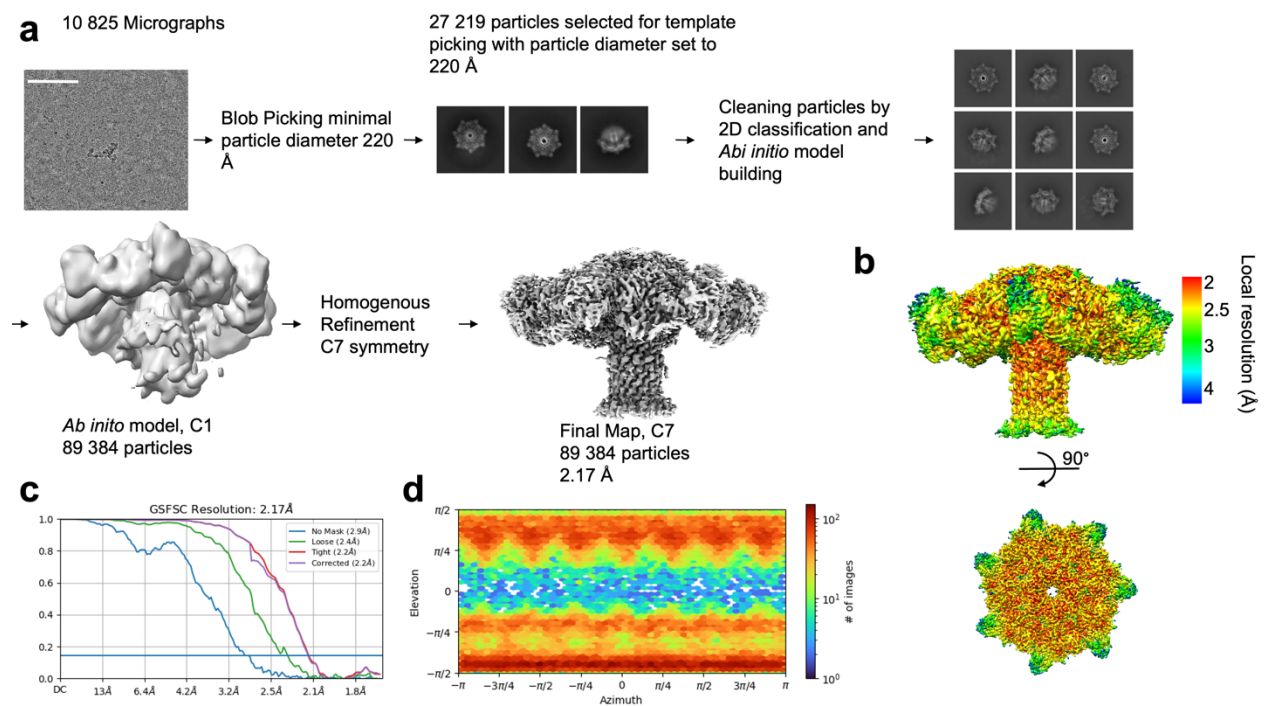 a
10 825 Micrographs
27 219 particles selected for template
picking with particle diameter set to
220 Å
Blob Picking minimal
particle diameter 220
Å
Cleaning particles by
2D classification and
Abi initio model
building
Homogenous
Refinement
C7 symmetry
Ab inito model, C1
89 384 particles
Final Map, C7
89 384 particles
2.17 Å
b
2
2.5
3
4
Local resolution (Å)
90°
c
GSFSC Resolution: 2.17Å
No Mask (2.9Å)
Loose (2.4Å)
Tight (2.2Å)
Corrected (2.2Å)
1.0
0.8
0.6
0.4
0.2
0.0
DC 13Å 6.4Å 4.2Å 3.2Å 2.5Å 2.1Å 1.8Å
d
Elevation
π/2
π/4
0
−π/4
−π/2
−π −3π/4 −π/2 −π/4 0 π/4 π/2 3π/4 π
Azimuth
10²
10¹
10⁰
# of images